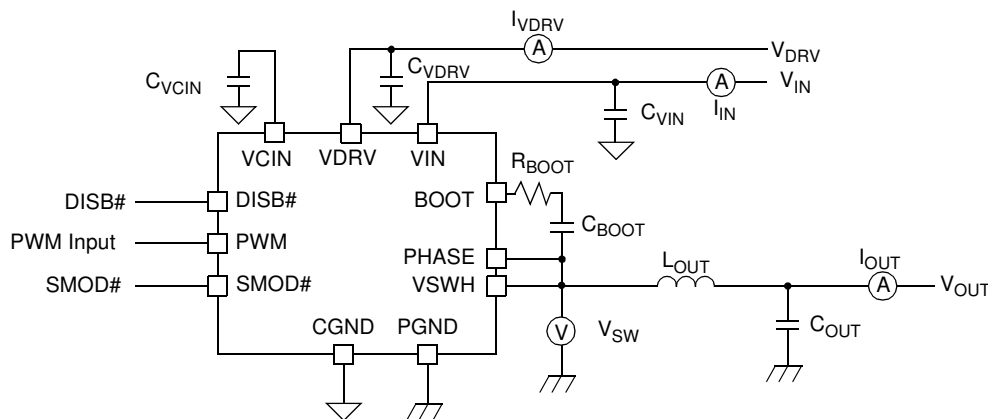 I_VDRV
A
V_DRV
C_VCIN
C_VDRV
A
V_IN
I_IN
C_VIN
VCIN
VDRV
VIN
R_BOOT
BOOT
C_BOOT
DISB#
DISB#
PWM Input
PWM
PHASE
SMOD#
SMOD#
VSWH
L_OUT
I_OUT
A
V_OUT
CGND
PGND
V
V_SW
C_OUT